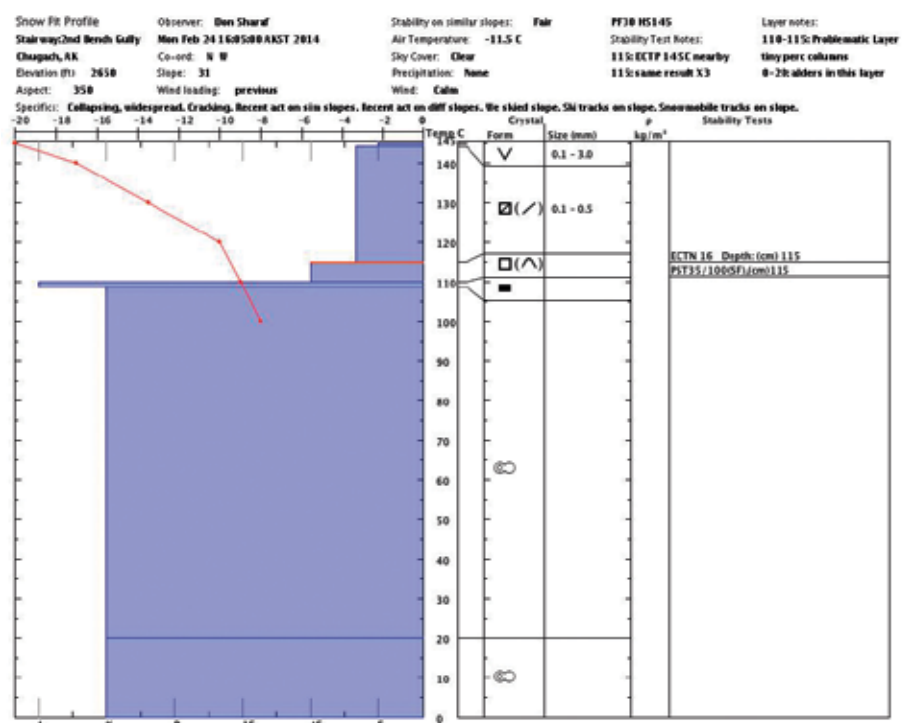 Snow Pit Profile Observer: Don Sharaf Stability on similar slopes: Fair PF30 HS145 Layer notes:
Stairway:2nd Bench Gully Mon Feb 24 16:05:00 AKST 2014 Air Temperature: -11.5 C Stability Test Notes: 110-115: Problematic Layer
Chugach, AK Co-ord: N W Sky Cover: Clear 115: ECTP 14 SC nearby tiny perc columns
Elevation (ft) 2650 Slope: 31 Precipitation: None 115: same result X3 0-20: alders in this layer
Aspect: 350 Wind loading: previous Wind: Calm
Specifics: Collapsing, widespread. Cracking. Recent act on sim slopes. Recent act on diff slopes. We skied slope. Ski tracks on slope. Snowmobile tracks on slope.
-20 -18 -16 -14 -12 -10 -8 -6 -4 -2 0 Crystal ρ Stability Tests
Temp C Form Size (mm) kg/m³
145
140 0.1 - 3.0
130 ( ) 0.1 - 0.5
120
ECTN 16 Depth: (cm) 115
( ) PST35/100(SF),(cm)115
110
100
90
80
70
60
50
40
30
20
10
0